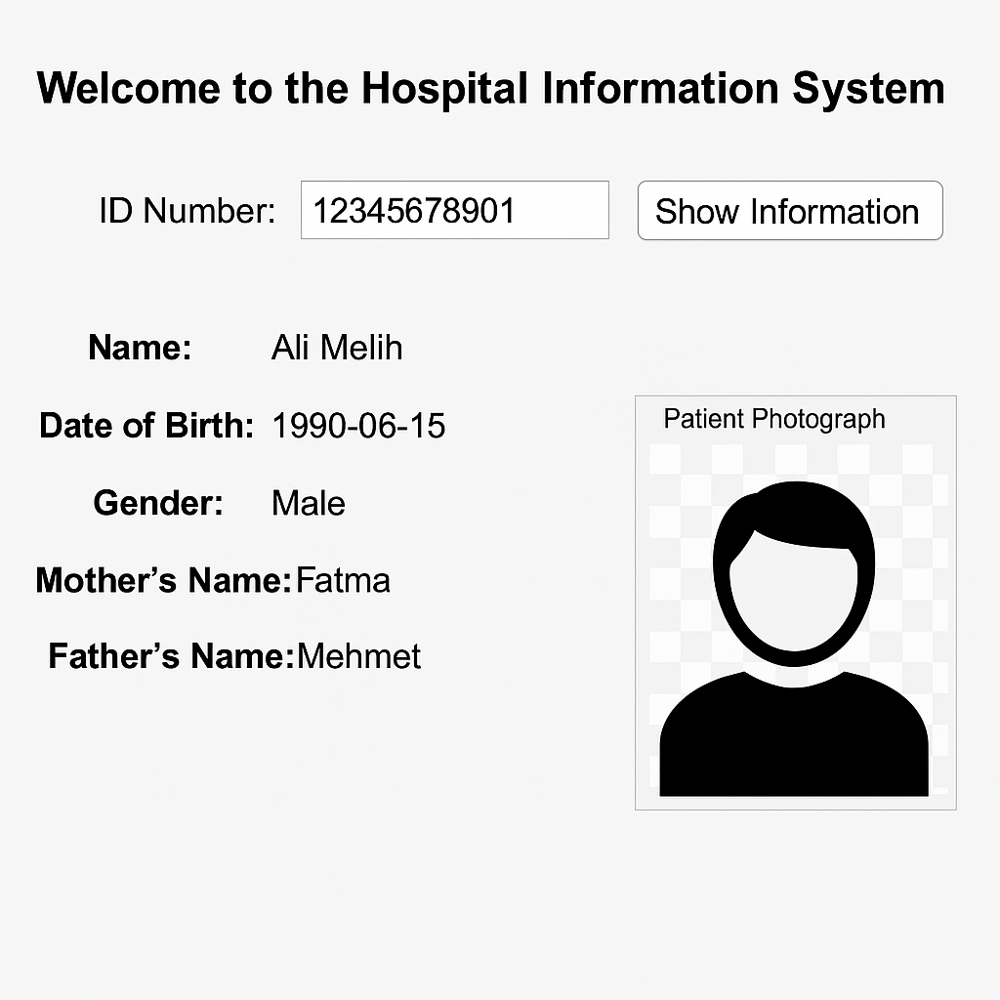 Welcome to the Hospital Information System
ID Number: 12345678901 Show Information
Name: Ali Melih
Date of Birth: 1990-06-15
Patient Photograph
Gender: Male
Mother’s Name: Fatma
Father’s Name: Mehmet